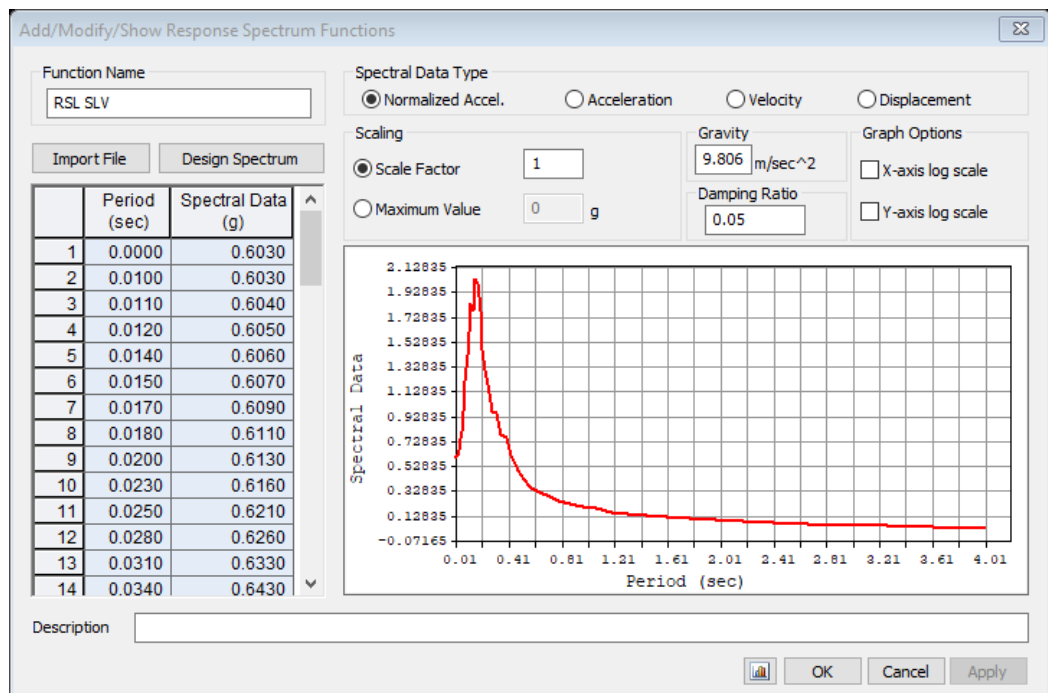 Add/Modify/Show Response Spectrum Functions
Function Name
RSL SLV
Import File
Design Spectrum
Spectral Data Type
Normalized Accel.
Acceleration
Velocity
Displacement
Scaling
Scale Factor
1
Maximum Value
0
g
Gravity
9.806
m/sec^2
Damping Ratio
0.05
Graph Options
X-axis log scale
Y-axis log scale
Period (sec) Spectral Data (g)
1 0.0000 0.6030
2 0.0100 0.6030
3 0.0110 0.6040
4 0.0120 0.6050
5 0.0140 0.6060
6 0.0150 0.6070
7 0.0170 0.6090
8 0.0180 0.6110
9 0.0200 0.6130
10 0.0230 0.6160
11 0.0250 0.6210
12 0.0280 0.6260
13 0.0310 0.6330
14 0.0340 0.6430
Spectral Data
2.12835
1.92835
1.72835
1.52835
1.32835
1.12835
0.92835
0.72835
0.52835
0.32835
0.12835
-0.07165
0.01 0.41 0.81 1.21 1.61 2.01 2.41 2.81 3.21 3.61 4.01
Period (sec)
Description
OK
Cancel
Apply